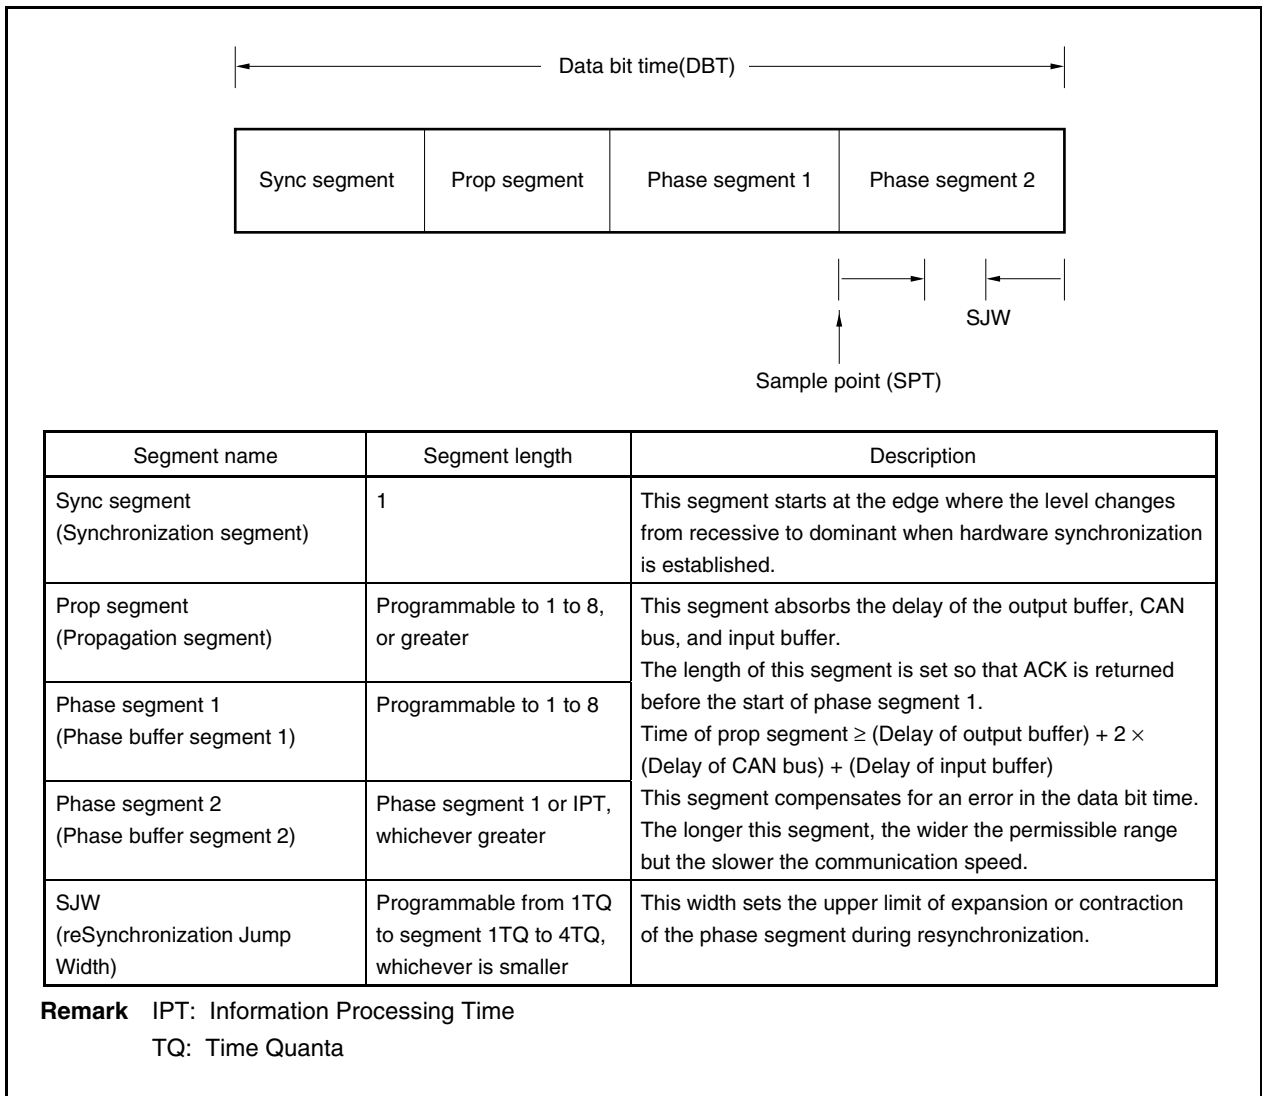 Data bit time(DBT)
Sync segment
Prop segment
Phase segment 1
Phase segment 2
SJW
Sample point (SPT)
Segment name
Segment length
Description
Sync segment
(Synchronization segment)
1
This segment starts at the edge where the level changes
from recessive to dominant when hardware synchronization
is established.
Prop segment
(Propagation segment)
Programmable to 1 to 8,
or greater
This segment absorbs the delay of the output buffer, CAN
bus, and input buffer.
The length of this segment is set so that ACK is returned
before the start of phase segment 1.
Time of prop segment ≥ (Delay of output buffer) + 2 ×
(Delay of CAN bus) + (Delay of input buffer)
Phase segment 1
(Phase buffer segment 1)
Programmable to 1 to 8
Phase segment 2
(Phase buffer segment 2)
Phase segment 1 or IPT,
whichever greater
This segment compensates for an error in the data bit time.
The longer this segment, the wider the permissible range
but the slower the communication speed.
SJW
(reSynchronization Jump
Width)
Programmable from 1TQ
to segment 1TQ to 4TQ,
whichever is smaller
This width sets the upper limit of expansion or contraction
of the phase segment during resynchronization.
Remark IPT: Information Processing Time
TQ: Time Quanta